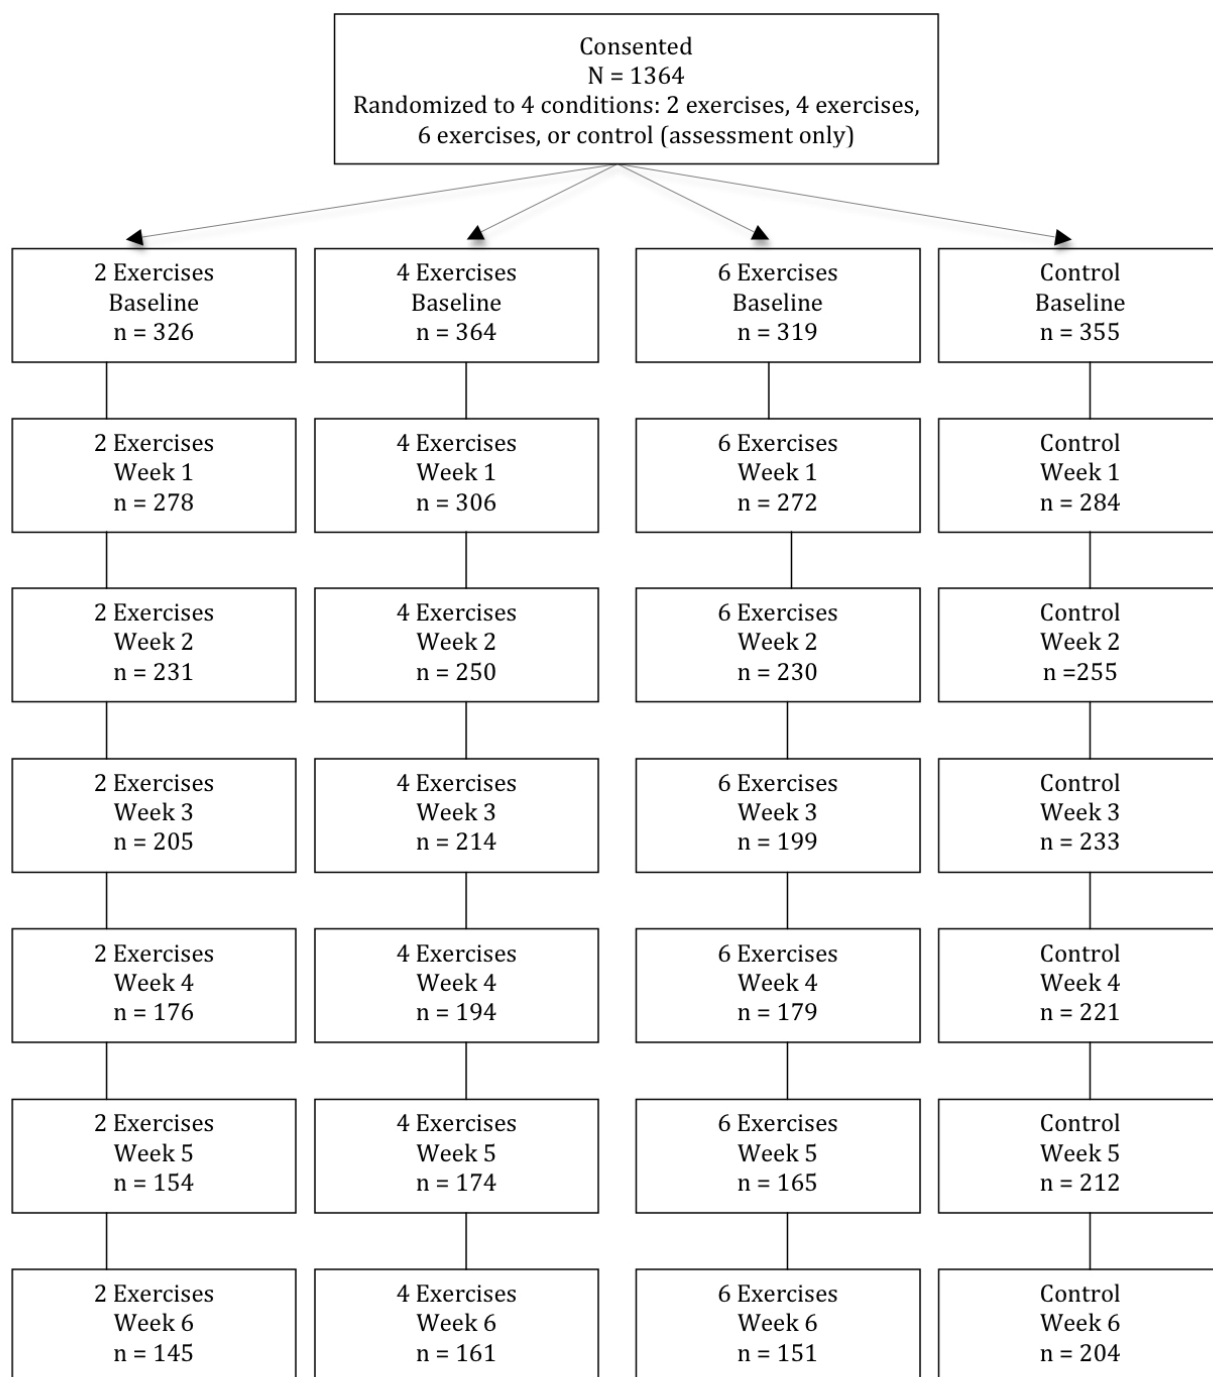 Consented
N = 1364
Randomized to 4 conditions: 2 exercises, 4 exercises,
6 exercises, or control (assessment only)
2 Exercises
Baseline
n = 326
4 Exercises
Baseline
n = 364
6 Exercises
Baseline
n = 319
Control
Baseline
n = 355
2 Exercises
Week 1
n = 278
4 Exercises
Week 1
n = 306
6 Exercises
Week 1
n = 272
Control
Week 1
n = 284
2 Exercises
Week 2
n = 231
4 Exercises
Week 2
n = 250
6 Exercises
Week 2
n = 230
Control
Week 2
n =255
2 Exercises
Week 3
n = 205
4 Exercises
Week 3
n = 214
6 Exercises
Week 3
n = 199
Control
Week 3
n = 233
2 Exercises
Week 4
n = 176
4 Exercises
Week 4
n = 194
6 Exercises
Week 4
n = 179
Control
Week 4
n = 221
2 Exercises
Week 5
n = 154
4 Exercises
Week 5
n = 174
6 Exercises
Week 5
n = 165
Control
Week 5
n = 212
2 Exercises
Week 6
n = 145
4 Exercises
Week 6
n = 161
6 Exercises
Week 6
n = 151
Control
Week 6
n = 204